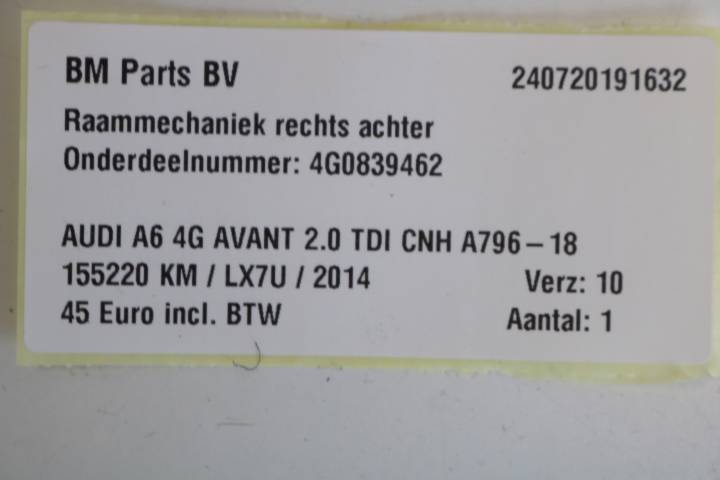 BM Parts BV 240720191632
Raammechaniek rechts achter
Onderdeelnummer: 4G0839462
AUDI A6 4G AVANT 2.0 TDI CNH A796-18
155220 KM / LX7U / 2014 Verz: 10
45 Euro incl. BTW Aantal: 1